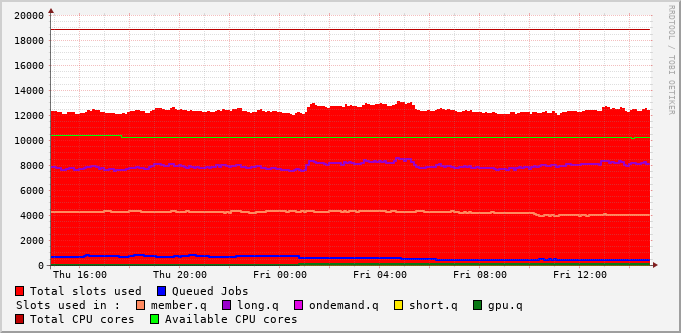 20000
18000
16000
14000
12000
10000
8000
6000
4000
2000
0
Thu 16:00 Thu 20:00 Fri 00:00 Fri 04:00 Fri 08:00 Fri 12:00
Total slots used Queued Jobs
Slots used in : member.q long.q ondemand.q short.q gpu.q
Total CPU cores Available CPU cores
RRDTOOL / TOBI OETIKER